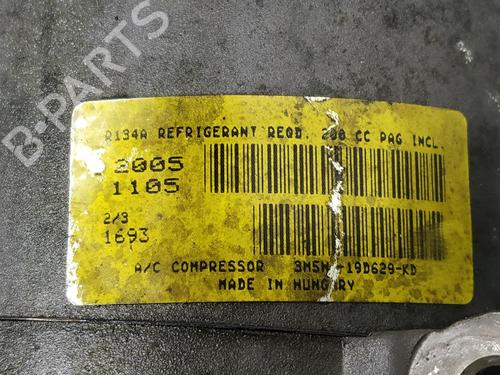 B-PARTS
R134A REFRIGERANT REQD. 200 CC PAG INCL.
2005
1105
2/3
1693
A/C COMPRESSOR 3M5H-19D629-KD
MADE IN HUNGARY